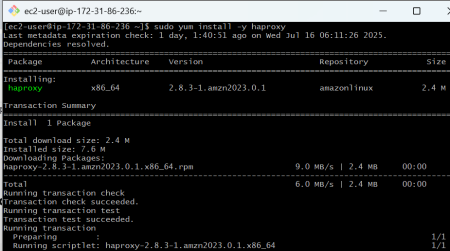 ec2-user@ip-172-31-86-236:~
[ec2-user@ip-172-31-86-236 ~]$ sudo yum install -y haproxy
Last metadata expiration check: 1 day, 1:40:51 ago on Wed Jul 16 06:11:26 2025.
Dependencies resolved.
================================================================================
Package Architecture Version Repository Size
================================================================================
Installing:
haproxy x86_64 2.8.3-1.amzn2023.0.1 amazonlinux 2.4 M
Transaction Summary
================================================================================
Install 1 Package
Total download size: 2.4 M
Installed size: 7.6 M
Downloading Packages:
haproxy-2.8.3-1.amzn2023.0.1.x86_64.rpm 9.0 MB/s | 2.4 MB 00:00
--------------------------------------------------------------------------------
Total 6.0 MB/s | 2.4 MB 00:00
Running transaction check
Transaction check succeeded.
Running transaction test
Transaction test succeeded.
Running transaction
Preparing : 1/1
Running scriptlet: haproxy-2.8.3-1.amzn2023.0.1.x86_64 1/1